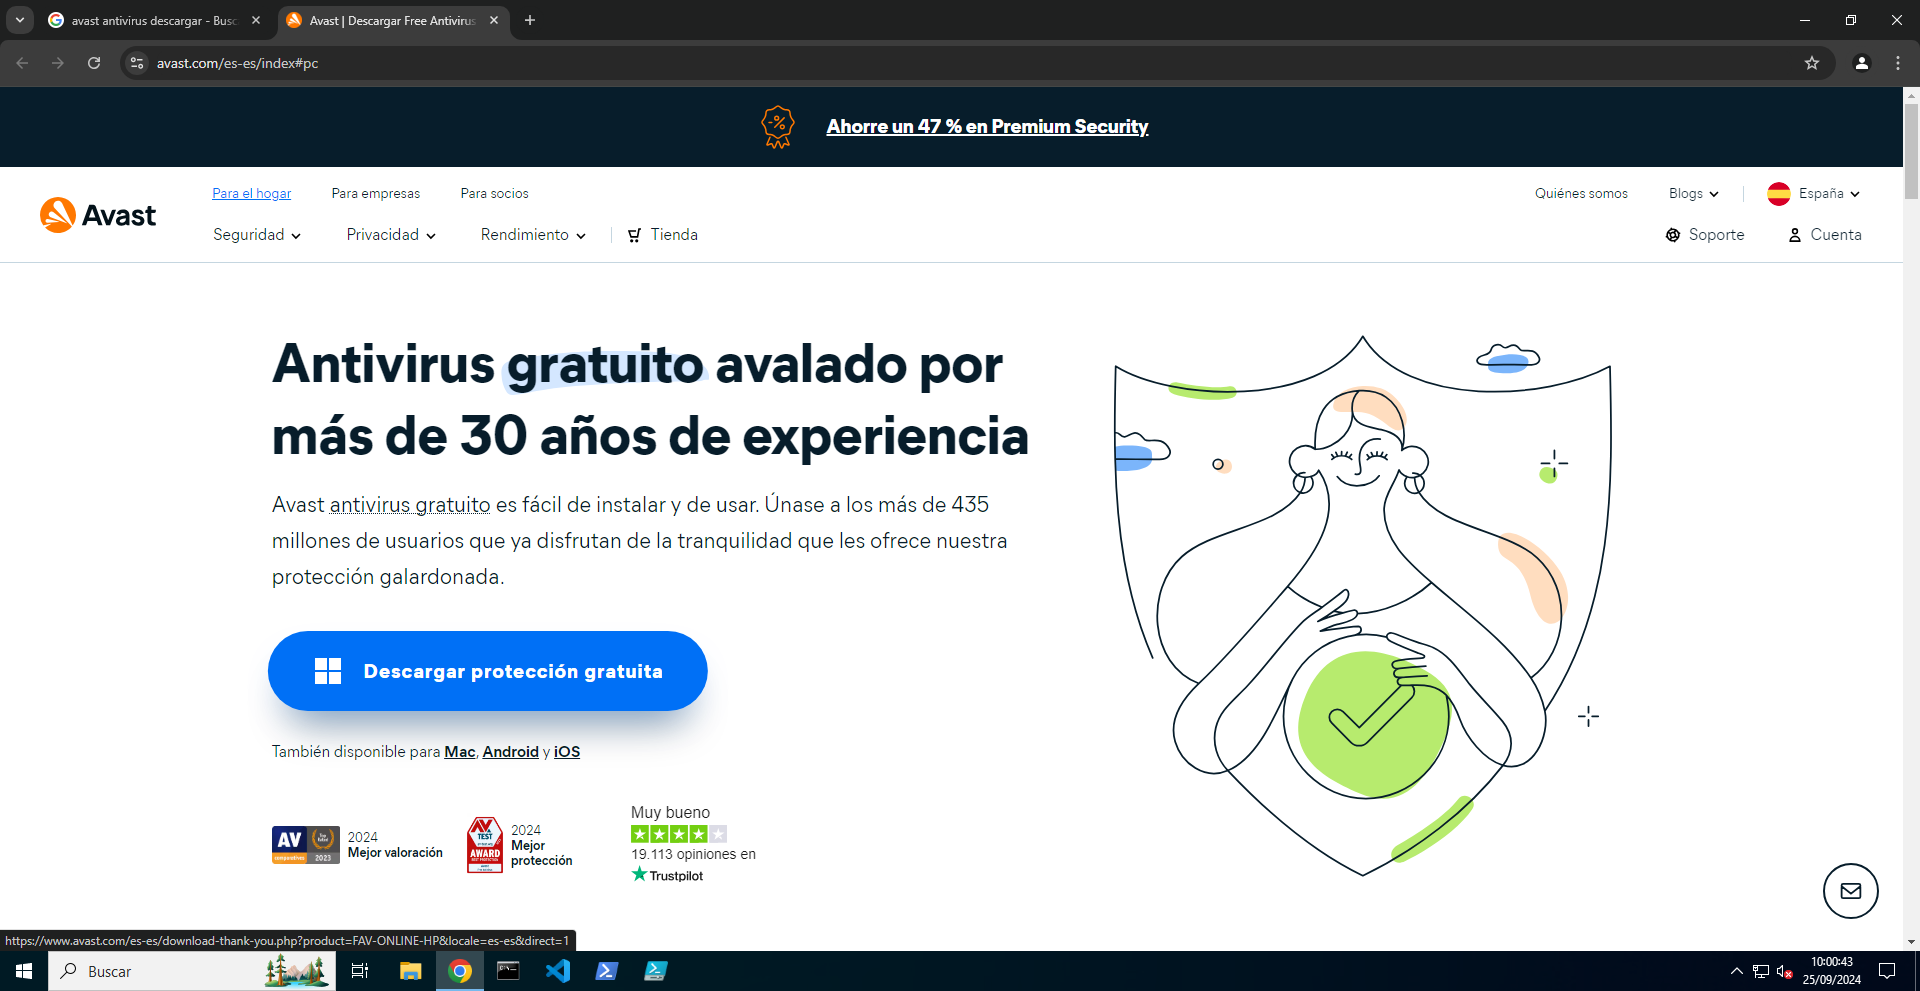 avast antivirus descargar - Busc
Avast | Descargar Free Antivirus
avast.com/es-es/index#pc
Ahorre un 47 % en Premium Security
Avast
Para el hogar
Para empresas
Para socios
Quiénes somos
Blogs
España
Seguridad
Privacidad
Rendimiento
Tienda
Soporte
Cuenta
Antivirus gratuito avalado por
más de 30 años de experiencia
Avast antivirus gratuito es fácil de instalar y de usar. Únase a los más de 435
millones de usuarios que ya disfrutan de la tranquilidad que les ofrece nuestra
protección galardonada.
Descargar protección gratuita
También disponible para Mac, Android y iOS
AV
comparatives
2023
2024
Mejor valoración
AV
TEST
AWARD
2024
Mejor
protección
Muy bueno
19.113 opiniones en
Trustpilot
https://www.avast.com/es-es/download-thank-you.php?product=FAV-ONLINE-HP&locale=es-es&direct=1
Buscar
10:00:43
25/09/2024